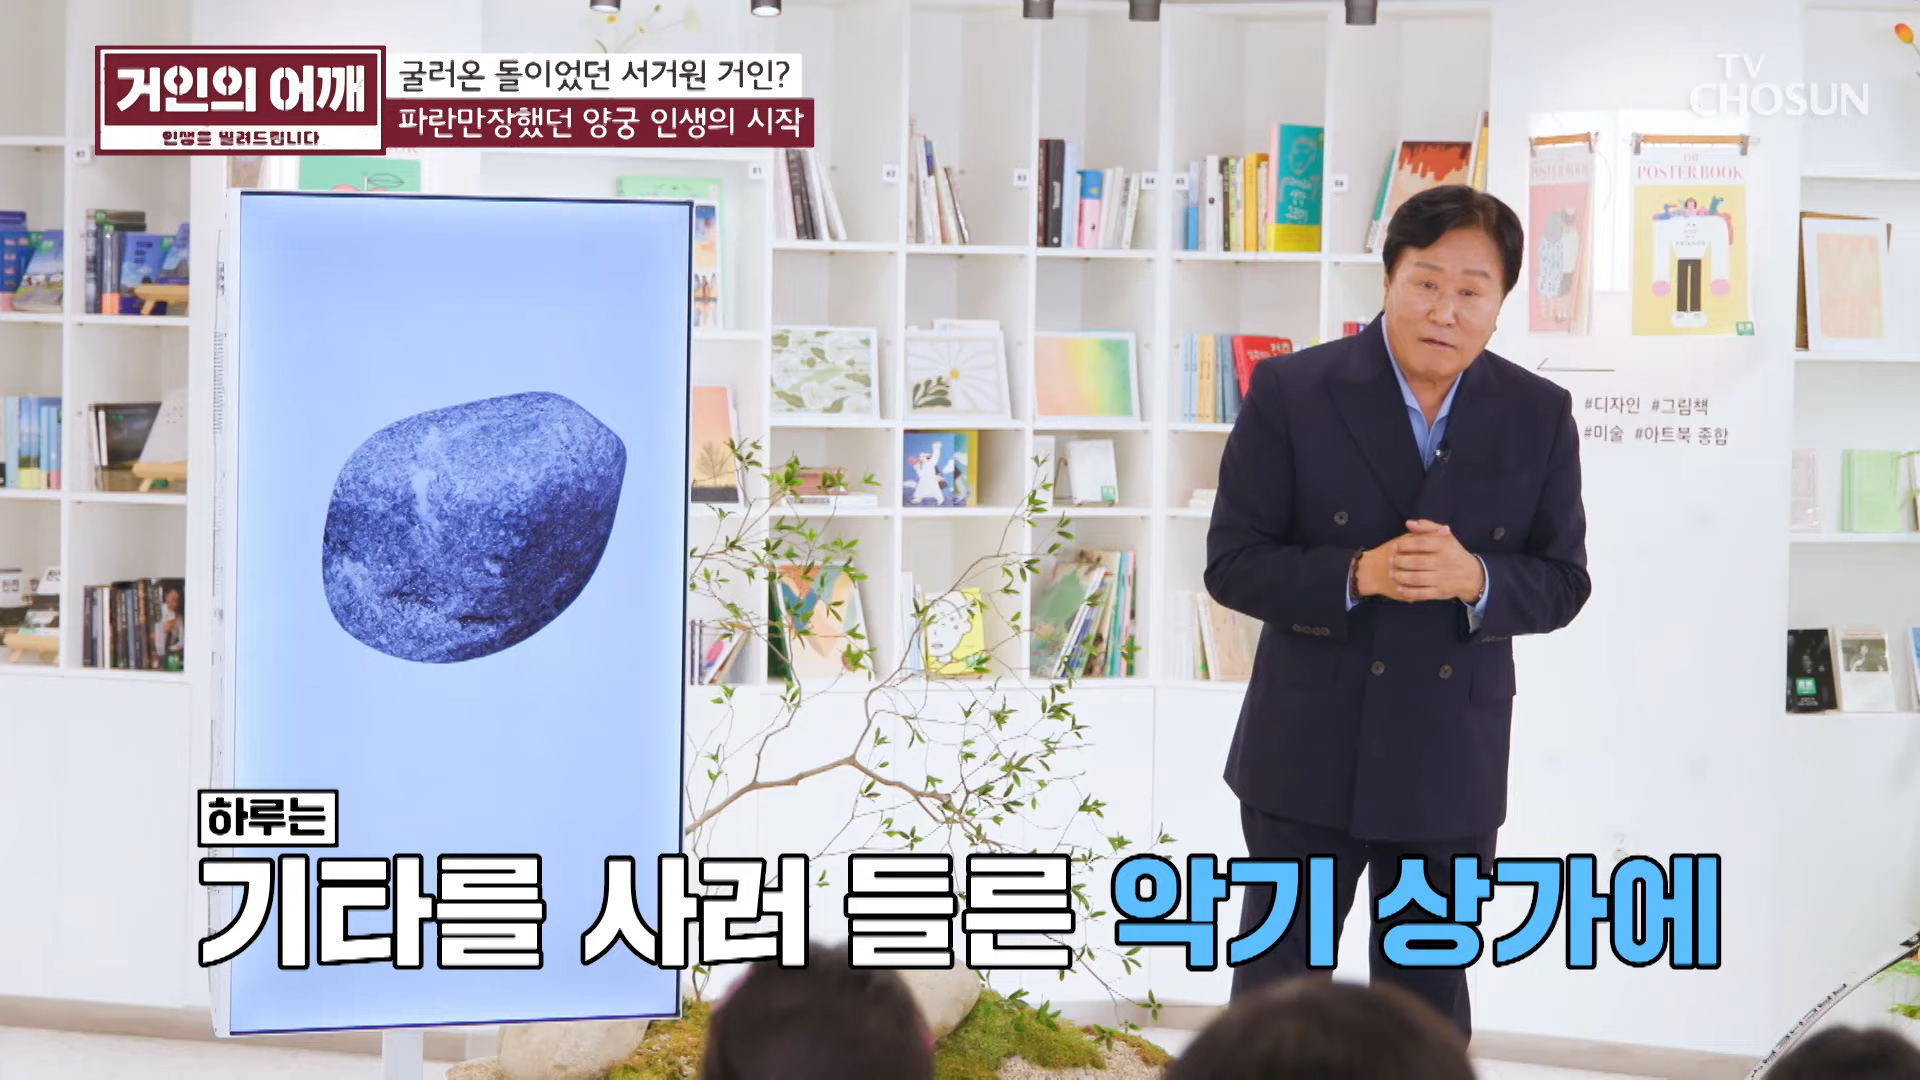 거인의 어깨
인생을 빌려드립니다
굴러온 돌이었던 서거원 거인?
파란만장했던 양궁 인생의 시작
TV
CHOSUN
POSTER BOOK
THE
POSTER BOOK
#디자인 #그림책
#미술 #아트북 종합
하루는
기타를 사러 들른 악기 상가에